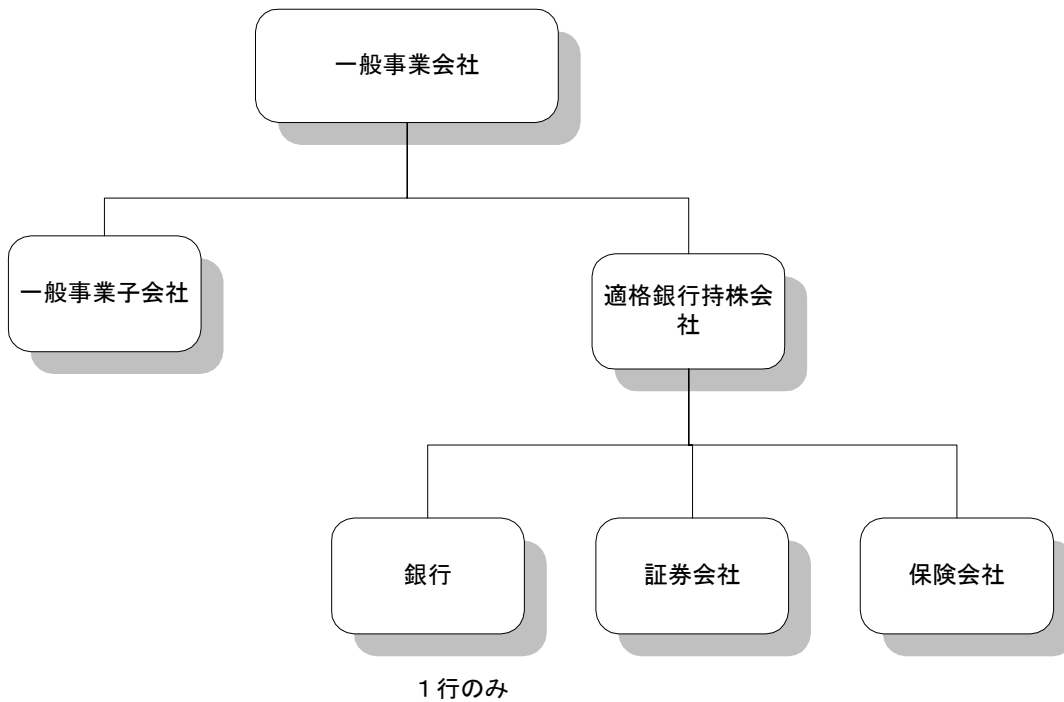 一般事業会社
一般事業子会社
適格銀行持株会
社
銀行
証券会社
保険会社
１行のみ